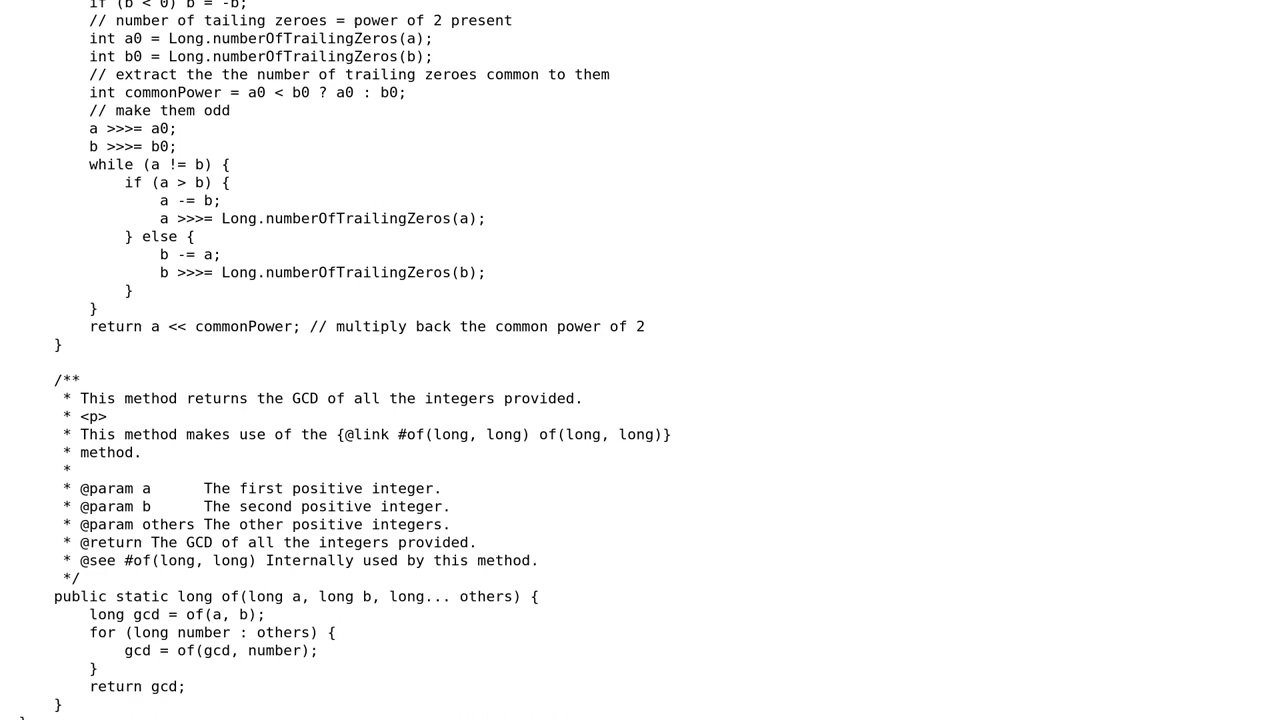 if (b < 0) b = -b;
        // number of tailing zeroes = power of 2 present
        int a0 = Long.numberOfTrailingZeros(a);
        int b0 = Long.numberOfTrailingZeros(b);
        // extract the the number of trailing zeroes common to them
        int commonPower = a0 < b0 ? a0 : b0;
        // make them odd
        a >>>= a0;
        b >>>= b0;
        while (a != b) {
            if (a > b) {
                a -= b;
                a >>>= Long.numberOfTrailingZeros(a);
            } else {
                b -= a;
                b >>>= Long.numberOfTrailingZeros(b);
            }
        }
        return a << commonPower; // multiply back the common power of 2
    }

    /**
     * This method returns the GCD of all the integers provided.
     * <p>
     * This method makes use of the {@link #of(long, long) of(long, long)}
     * method.
     *
     * @param a      The first positive integer.
     * @param b      The second positive integer.
     * @param others The other positive integers.
     * @return The GCD of all the integers provided.
     * @see #of(long, long) Internally used by this method.
     */
    public static long of(long a, long b, long... others) {
        long gcd = of(a, b);
        for (long number : others) {
            gcd = of(gcd, number);
        }
        return gcd;
    }
}